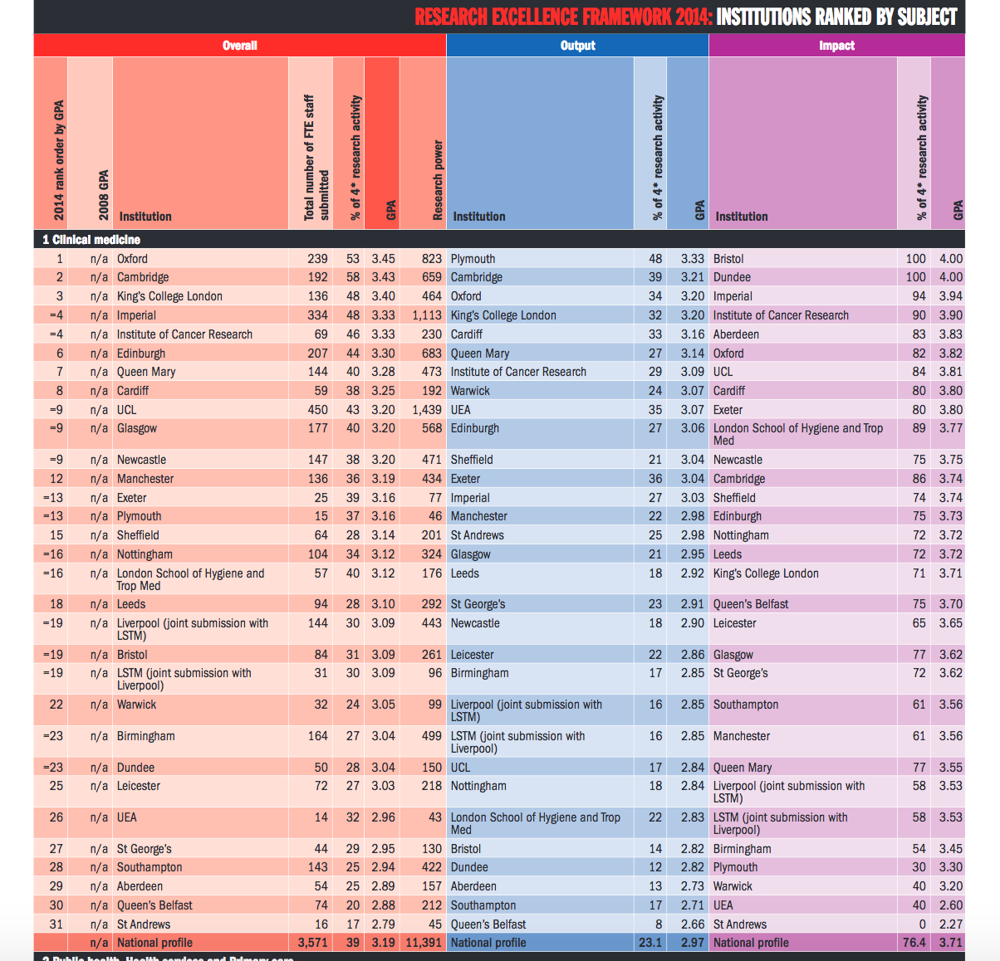 RESEARCH EXCELLENCE FRAMEWORK 2014: INSTITUTIONS RANKED BY SUBJECT
Overall Output Impact
2014 rank order by GPA
2008 GPA
Institution
Total number of FTE staff
submitted
% of 4* research activity
GPA
Research power
Institution
% of 4* research activity
GPA
Institution
% of 4* research activity
GPA
1 Clinical medicine
1 n/a Oxford 239 53 3.45 823 Plymouth 48 3.33 Bristol 100 4.00
2 n/a Cambridge 192 58 3.43 659 Cambridge 39 3.21 Dundee 100 4.00
3 n/a King's College London 136 48 3.40 464 Oxford 34 3.20 Imperial 94 3.94
=4 n/a Imperial 334 48 3.33 1,113 King's College London 32 3.20 Institute of Cancer Research 90 3.90
=4 n/a Institute of Cancer Research 69 46 3.33 230 Cardiff 33 3.16 Aberdeen 83 3.83
6 n/a Edinburgh 207 44 3.30 683 Queen Mary 27 3.14 Oxford 82 3.82
7 n/a Queen Mary 144 40 3.28 473 Institute of Cancer Research 29 3.09 UCL 84 3.81
8 n/a Cardiff 59 38 3.25 192 Warwick 24 3.07 Cardiff 80 3.80
=9 n/a UCL 450 43 3.20 1,439 UEA 35 3.07 Exeter 80 3.80
=9 n/a Glasgow 177 40 3.20 568 Edinburgh 27 3.06 London School of Hygiene and Trop 89 3.77
Med
=9 n/a Newcastle 147 38 3.20 471 Sheffield 21 3.04 Newcastle 75 3.75
12 n/a Manchester 136 36 3.19 434 Exeter 36 3.04 Cambridge 86 3.74
=13 n/a Exeter 25 39 3.16 77 Imperial 27 3.03 Sheffield 74 3.74
=13 n/a Plymouth 15 37 3.16 46 Manchester 22 2.98 Edinburgh 75 3.73
15 n/a Sheffield 64 28 3.14 201 St Andrews 25 2.98 Nottingham 72 3.72
=16 n/a Nottingham 104 34 3.12 324 Glasgow 21 2.95 Leeds 72 3.72
=16 n/a London School of Hygiene and 57 40 3.12 176 Leeds 18 2.92 King's College London 71 3.71
Trop Med
18 n/a Leeds 94 28 3.10 292 St George's 23 2.91 Queen's Belfast 75 3.70
=19 n/a Liverpool (joint submission with 144 30 3.09 443 Newcastle 18 2.90 Leicester 65 3.65
LSTM)
=19 n/a Bristol 84 31 3.09 261 Leicester 22 2.86 Glasgow 77 3.62
=19 n/a LSTM (joint submission with 31 30 3.09 96 Birmingham 17 2.85 St George's 72 3.62
Liverpool)
22 n/a Warwick 32 24 3.05 99 Liverpool (joint submission with 16 2.85 Southampton 61 3.56
LSTM)
=23 n/a Birmingham 164 27 3.04 499 LSTM (joint submission with 16 2.85 Manchester 61 3.56
Liverpool)
=23 n/a Dundee 50 28 3.04 150 UCL 17 2.84 Queen Mary 77 3.55
25 n/a Leicester 72 27 3.03 218 Nottingham 18 2.84 Liverpool (joint submission with 58 3.53
LSTM)
26 n/a UEA 14 32 2.96 43 London School of Hygiene and Trop 22 2.83 LSTM (joint submission with 58 3.53
Med Liverpool)
27 n/a St George's 44 29 2.95 130 Bristol 14 2.82 Birmingham 54 3.45
28 n/a Southampton 143 25 2.94 422 Dundee 12 2.82 Plymouth 30 3.30
29 n/a Aberdeen 54 25 2.89 157 Aberdeen 13 2.73 Warwick 40 3.20
30 n/a Queen's Belfast 74 20 2.88 212 Southampton 17 2.71 UEA 40 2.60
31 n/a St Andrews 16 17 2.79 45 Queen's Belfast 8 2.66 St Andrews 0 2.27
n/a National profile 3,571 39 3.19 11,391 National profile 23.1 2.97 National profile 76.4 3.71
2 Public health, Health services and Primary care